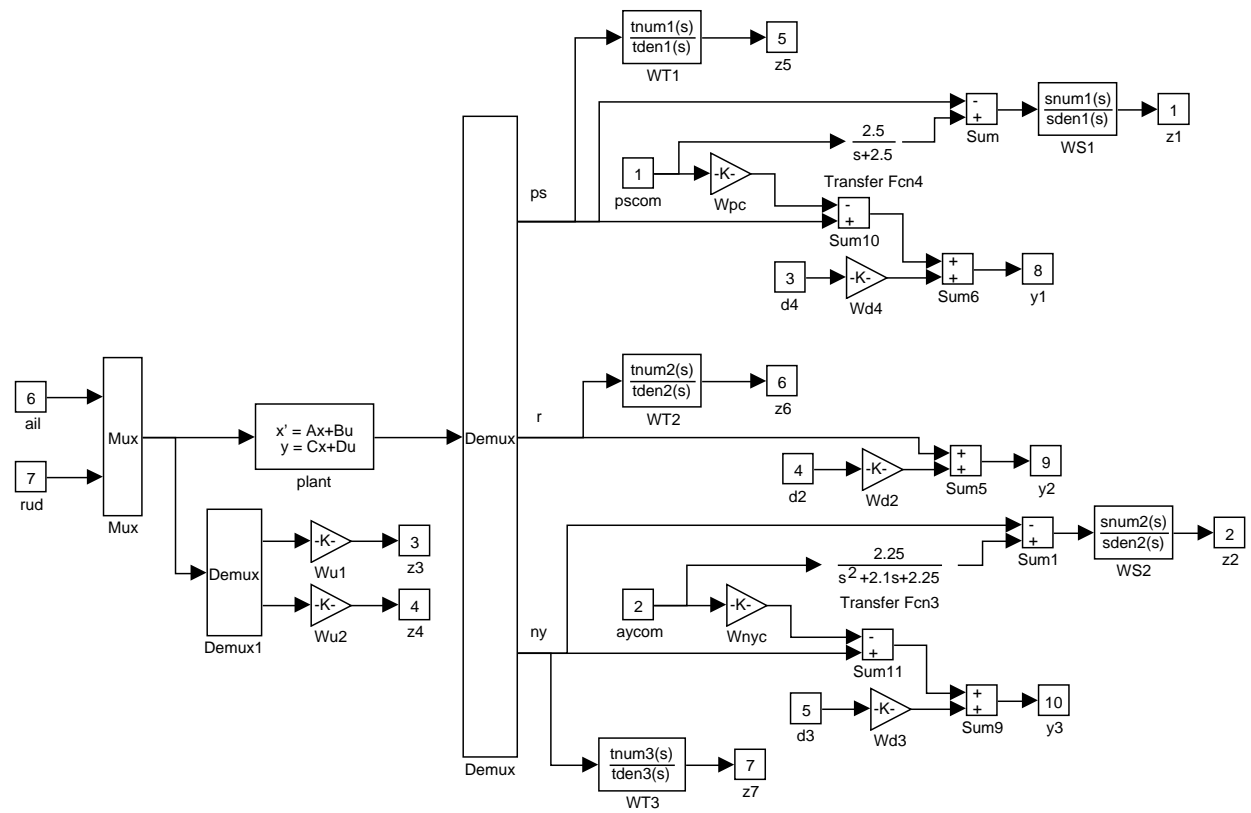 tnum1(s)
tden1(s)
WT1
5
z5
-
+
Sum
snum1(s)
sden1(s)
WS1
1
z1
2.5
s+2.5
Transfer Fcn4
1
pscom
-K-
Wpc
ps
-
+
Sum10
3
d4
-K-
Wd4
+
+
Sum6
8
y1
6
ail
7
rud
Mux
Mux
x' = Ax+Bu
y = Cx+Du
plant
Demux
Demux
r
tnum2(s)
tden2(s)
WT2
6
z6
4
d2
-K-
Wd2
+
+
Sum5
9
y2
Demux
Demux1
-K-
Wu1
3
z3
-K-
Wu2
4
z4
-
+
Sum1
snum2(s)
sden2(s)
WS2
2
z2
2.25
s2+2.1s+2.25
Transfer Fcn3
2
aycom
-K-
Wnyc
ny
-
+
Sum11
5
d3
-K-
Wd3
+
+
Sum9
10
y3
tnum3(s)
tden3(s)
WT3
7
z7